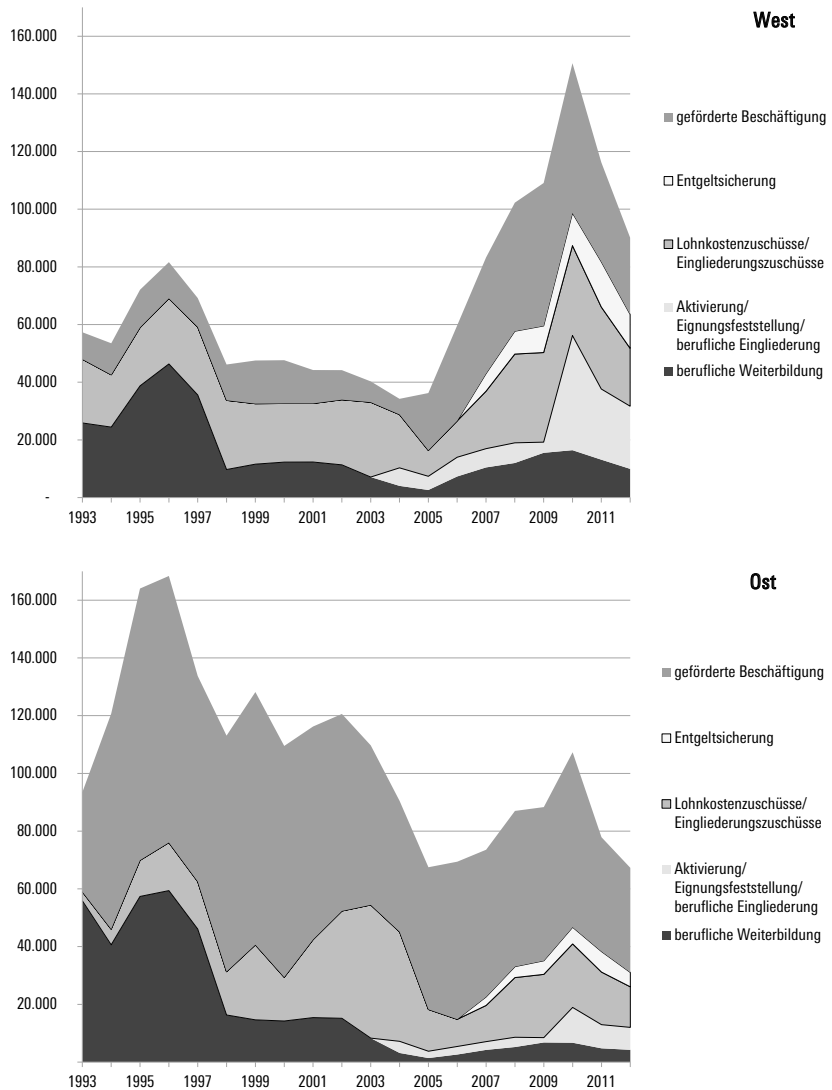 West
160.000
140.000
120.000
100.000
80.000
60.000
40.000
20.000
-
1993 1995 1997 1999 2001 2003 2005 2007 2009 2011
geförderte Beschäftigung
Entgeltsicherung
Lohnkostenzuschüsse/
Eingliederungszuschüsse
Aktivierung/
Eignungsfeststellung/
berufliche Eingliederung
berufliche Weiterbildung
Ost
160.000
140.000
120.000
100.000
80.000
60.000
40.000
20.000
1993 1995 1997 1999 2001 2003 2005 2007 2009 2011
geförderte Beschäftigung
Entgeltsicherung
Lohnkostenzuschüsse/
Eingliederungszuschüsse
Aktivierung/
Eignungsfeststellung/
berufliche Eingliederung
berufliche Weiterbildung